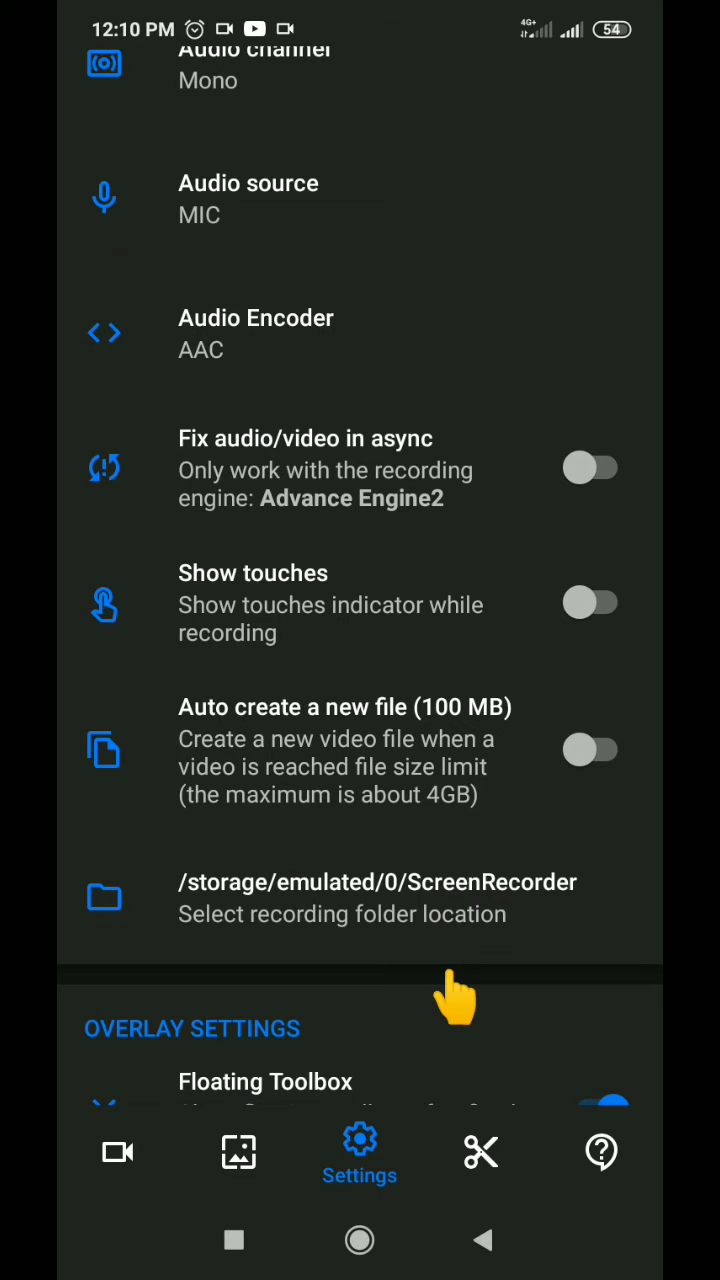 12:10 PM
4G+
54
Audio channel
Mono
Audio source
MIC
Audio Encoder
AAC
Fix audio/video in async
Only work with the recording
engine: Advance Engine2
Show touches
Show touches indicator while
recording
Auto create a new file (100 MB)
Create a new video file when a
video is reached file size limit
(the maximum is about 4GB)
/storage/emulated/0/ScreenRecorder
Select recording folder location
OVERLAY SETTINGS
Floating Toolbox
Settings